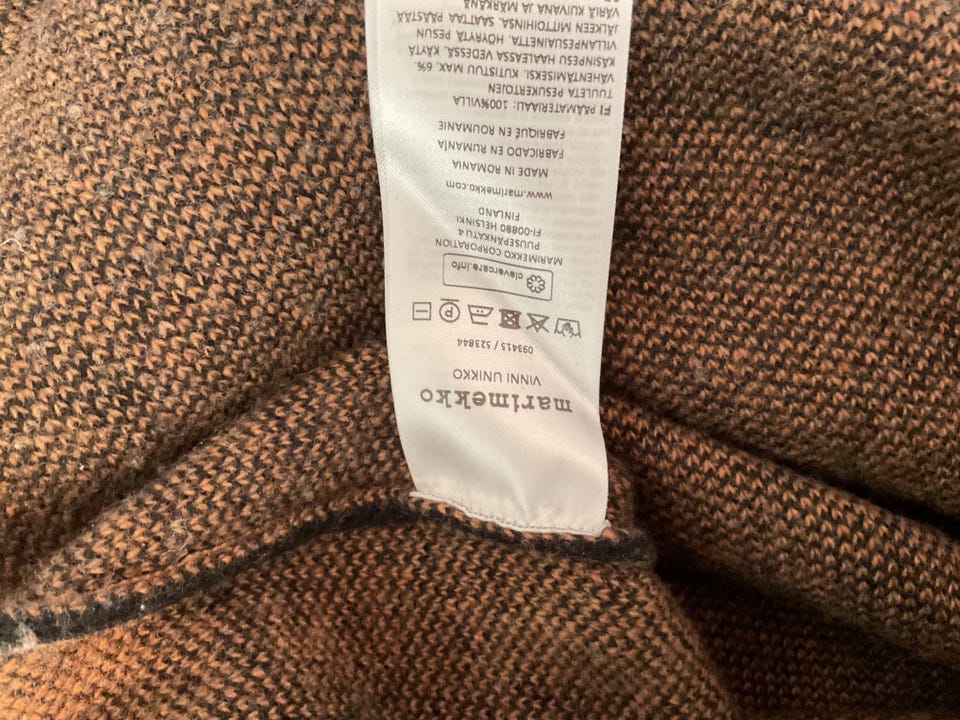 marimekko
VINNI UNIKKO
093415 / 523844
P
clevercare.info
MARIMEKKO CORPORATION
PUUSEPÄNKATU 4
FI-00880 HELSINKI
FINLAND
www.marimekko.com
MADE IN ROMANIA
FABRICADO EN RUMANÍA
FABRIQUÉ EN ROUMANIE
FI PÄÄMATERIAALI: 100%VILLA
TUULETA PESUKERTOJEN
VÄHENTÄMISEKSI. KUTISTUU MAX. 6%.
KÄSINPESU HAALEASSA VEDESSÄ, KÄYTÄ
VILLANPESUAINETTA, HÖYRYTÄ PESUN
JÄLKEEN MITTOIHINSA, SAATTAA PÄÄSTÄÄ
VÄRIÄ KUIVANA JA MÄRKÄNÄ